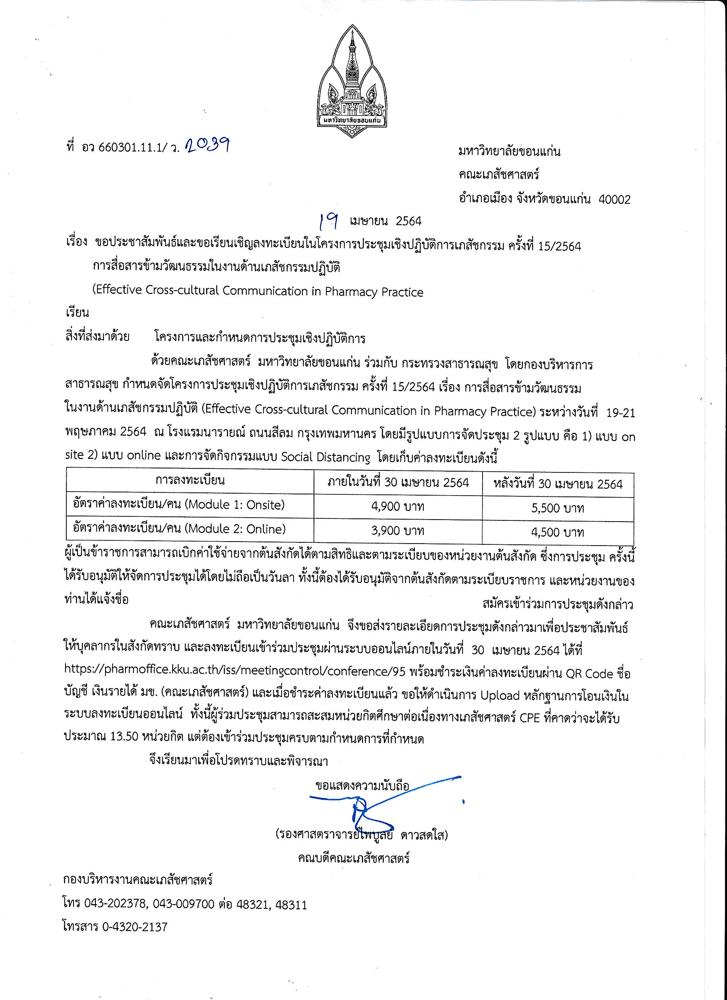 มหาวิทยาลัยขอนแก่น
ที่ อว 660301.11.1/ ว. 2039
มหาวิทยาลัยขอนแก่น
คณะเภสัชศาสตร์
อำเภอเมือง จังหวัดขอนแก่น 40002
19 เมษายน 2564
เรื่อง ขอประชาสัมพันธ์และขอเรียนเชิญลงทะเบียนในโครงการประชุมเชิงปฏิบัติการเภสัชกรรม ครั้งที่ 15/2564
การสื่อสารข้ามวัฒนธรรมในงานด้านเภสัชกรรมปฏิบัติ
(Effective Cross-cultural Communication in Pharmacy Practice
เรียน
สิ่งที่ส่งมาด้วย โครงการและกำหนดการประชุมเชิงปฏิบัติการ
ด้วยคณะเภสัชศาสตร์ มหาวิทยาลัยขอนแก่น ร่วมกับ กระทรวงสาธารณสุข โดยกองบริหารการ
สาธารณสุข กำหนดจัดโครงการประชุมเชิงปฏิบัติการเภสัชกรรม ครั้งที่ 15/2564 เรื่อง การสื่อสารข้ามวัฒนธรรม
ในงานด้านเภสัชกรรมปฏิบัติ (Effective Cross-cultural Communication in Pharmacy Practice) ระหว่างวันที่ 19-21
พฤษภาคม 2564 ณ โรงแรมนารายณ์ ถนนสีลม กรุงเทพมหานคร โดยมีรูปแบบการจัดประชุม 2 รูปแบบ คือ 1) แบบ on
site 2) แบบ online และการจัดกิจกรรมแบบ Social Distancing โดยเก็บค่าลงทะเบียนดังนี้
การลงทะเบียน ภายในวันที่ 30 เมษายน 2564 หลังวันที่ 30 เมษายน 2564
อัตราค่าลงทะเบียน/คน (Module 1: Onsite) 4,900 บาท 5,500 บาท
อัตราค่าลงทะเบียน/คน (Module 2: Online) 3,900 บาท 4,500 บาท
ผู้เป็นข้าราชการสามารถเบิกค่าใช้จ่ายจากต้นสังกัดได้ตามสิทธิและตามระเบียบของหน่วยงานต้นสังกัด ซึ่งการประชุม ครั้งนี้
ได้รับอนุมัติให้จัดการประชุมได้โดยไม่ถือเป็นวันลา ทั้งนี้ต้องได้รับอนุมัติจากต้นสังกัดตามระเบียบราชการ และหน่วยงานของ
ท่านได้แจ้งชื่อ สมัครเข้าร่วมการประชุมดังกล่าว
คณะเภสัชศาสตร์ มหาวิทยาลัยขอนแก่น จึงขอส่งรายละเอียดการประชุมดังกล่าวมาเพื่อประชาสัมพันธ์
ให้บุคลากรในสังกัดทราบ และลงทะเบียนเข้าร่วมประชุมผ่านระบบออนไลน์ภายในวันที่ 30 เมษายน 2564 ได้ที่
https://pharmoffice.kku.ac.th/iss/meetingcontrol/conference/95 พร้อมชำระเงินค่าลงทะเบียนผ่าน QR Code ชื่อ
บัญชี เงินรายได้ มข. (คณะเภสัชศาสตร์) และเมื่อชำระค่าลงทะเบียนแล้ว ขอให้ดำเนินการ Upload หลักฐานการโอนเงินใน
ระบบลงทะเบียนออนไลน์ ทั้งนี้ผู้ร่วมประชุมสามารถสะสมหน่วยกิตศึกษาต่อเนื่องทางเภสัชศาสตร์ CPE ที่คาดว่าจะได้รับ
ประมาณ 13.50 หน่วยกิต แต่ต้องเข้าร่วมประชุมครบตามกำหนดการที่กำหนด
จึงเรียนมาเพื่อโปรดทราบและพิจารณา
ขอแสดงความนับถือ
(รองศาสตราจารย์ไพบูลย์ ดาวสดใส)
คณบดีคณะเภสัชศาสตร์
กองบริหารงานคณะเภสัชศาสตร์
โทร 043-202378, 043-009700 ต่อ 48321, 48311
โทรสาร 0-4320-2137